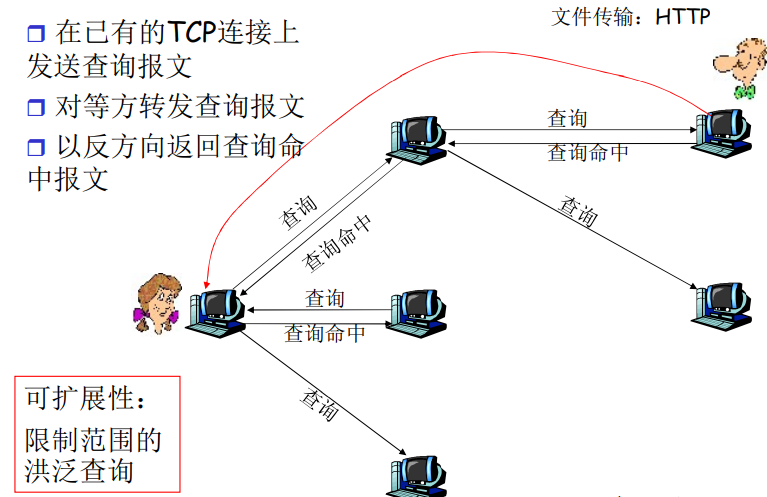 在已有的TCP连接上
发送查询报文
对等方转发查询报文
以反方向返回查询命
中报文
文件传输：HTTP
查询
查询命中
查询
查询命中
查询
查询
查询命中
查询
可扩展性：
限制范围的
洪泛查询